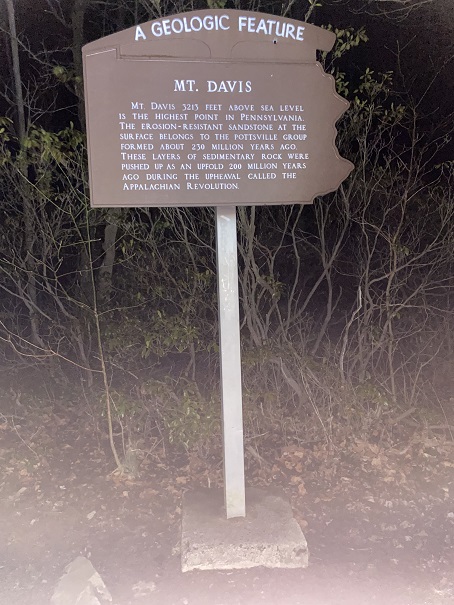 A GEOLOGIC FEATURE
MT. DAVIS
MT. DAVIS 3213 FEET ABOVE SEA LEVEL
IS THE HIGHEST POINT IN PENNSYLVANIA.
THE EROSION-RESISTANT SANDSTONE AT THE
SURFACE BELONGS TO THE POTTSVILLE GROUP
FORMED ABOUT 230 MILLION YEARS AGO.
THESE LAYERS OF SEDIMENTARY ROCK WERE
PUSHED UP AS AN UPFOLD 200 MILLION YEARS
AGO DURING THE UPHEAVAL CALLED THE
APPALACHIAN REVOLUTION.